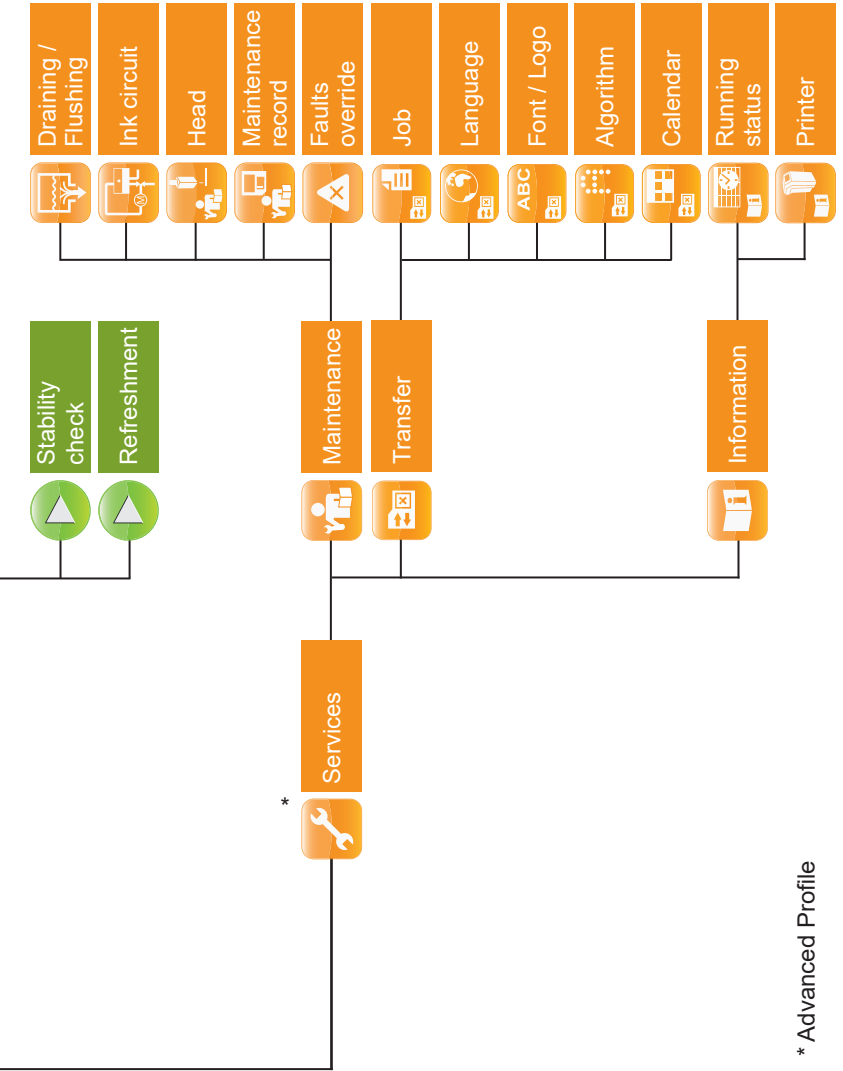 Stability
check
Refreshment
*
Services
Maintenance
Draining /
Flushing
Ink circuit
M
Head
Maintenance
record
Faults
override
Transfer
Job
Language
ABC
Font / Logo
Algorithm
Calendar
Information
Running
status
Printer
* Advanced Profile